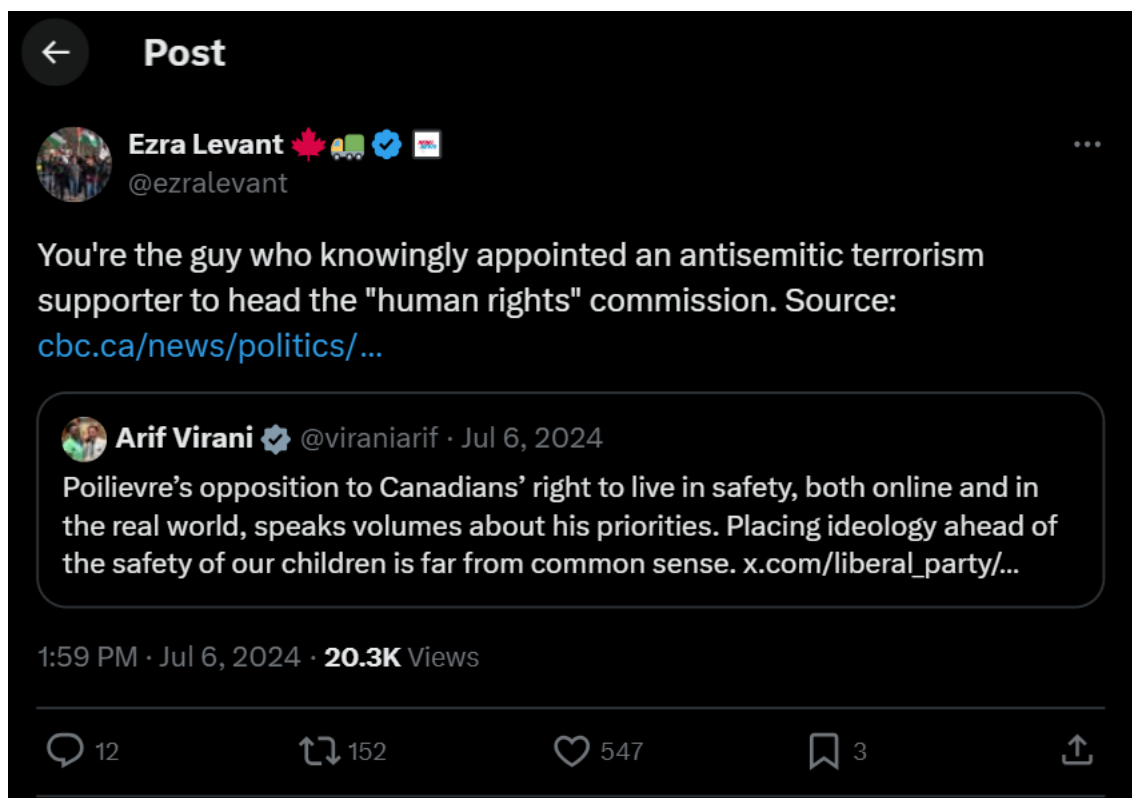 Post
Ezra Levant
@ezralevant
You're the guy who knowingly appointed an antisemitic terrorism
supporter to head the "human rights" commission. Source:
cbc.ca/news/politics/...
Arif Virani @viraniarif · Jul 6, 2024
Poilievre’s opposition to Canadians’ right to live in safety, both online and in
the real world, speaks volumes about his priorities. Placing ideology ahead of
the safety of our children is far from common sense. x.com/liberal_party/...
1:59 PM · Jul 6, 2024 · 20.3K Views
12 152 547 3